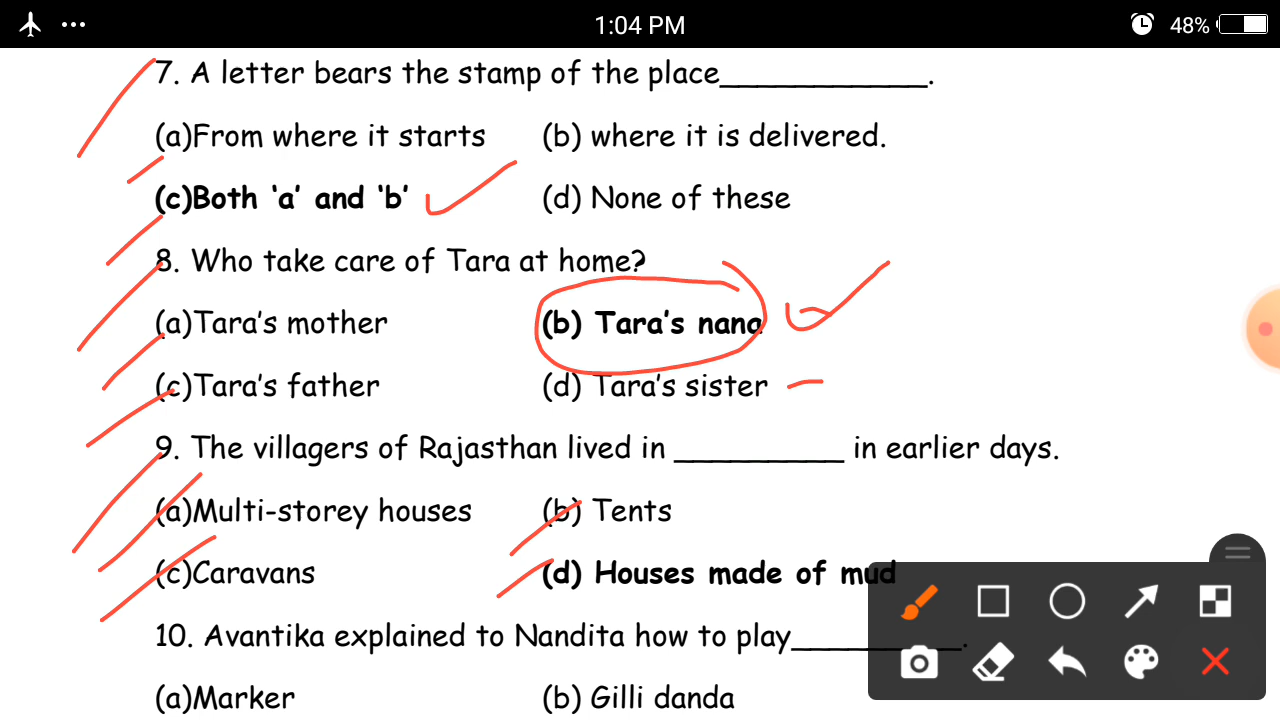 1:04 PM
48%
7. A letter bears the stamp of the place___________.
(a)From where it starts (b) where it is delivered.
(c)Both ‘a’ and ‘b’ (d) None of these
8. Who take care of Tara at home?
(a)Tara’s mother (b) Tara’s nana
(c)Tara’s father (d) Tara’s sister
9. The villagers of Rajasthan lived in _________ in earlier days.
(a)Multi-storey houses (b) Tents
(c)Caravans (d) Houses made of mud
10. Avantika explained to Nandita how to play_________.
(a)Marker (b) Gilli danda